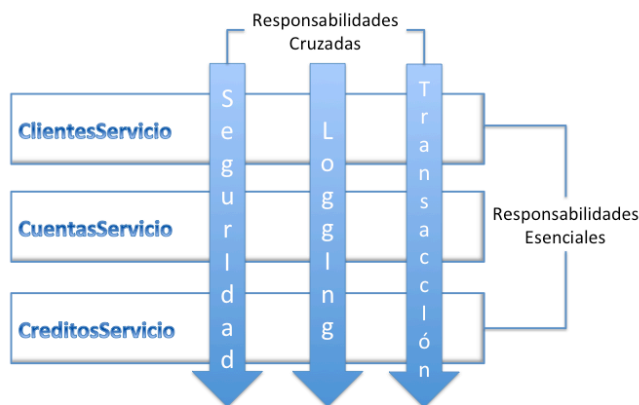 Responsabilidades
Cruzadas
SegurIdad
LoggIng
TransaccIón
ClientesServicio
CuentasServicio
CreditosServicio
Responsabilidades
Esenciales